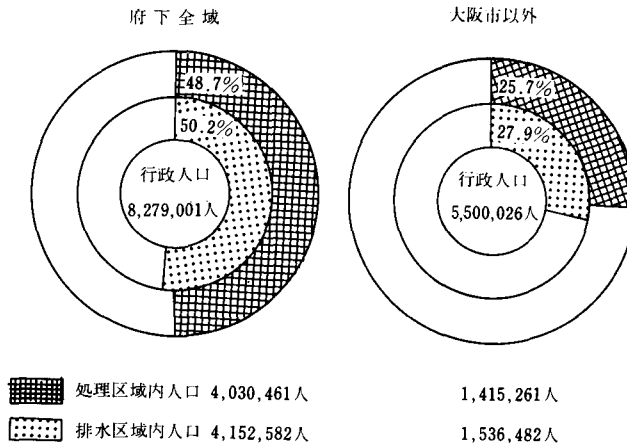 府下全域
48.7%
50.2%
行政人口
8,279,001人
大阪市以外
25.7%
27.9%
行政人口
5,500,026人
処理区域内人口 4,030,461人 1,415,261人
排水区域内人口 4,152,582人 1,536,482人